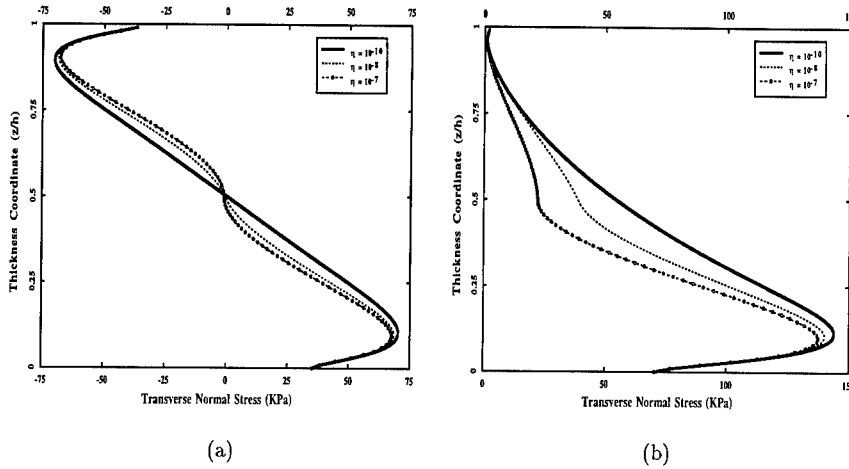 -75 -50 -25 0 25 50 75
1
0.75
0.5
0.25
0
Thickness Coordinate (z/h)
η = 10-10
η = 10-8
η = 10-7
-75 -50 -25 0 25 50 75
Transverse Normal Stress (KPa)
(a)
0 50 100 150
1
0.75
0.5
0.25
0
Thickness Coordinate (z/h)
η = 10-10
η = 10-8
η = 10-7
0 50 100 150
Transverse Normal Stress (KPa)
(b)